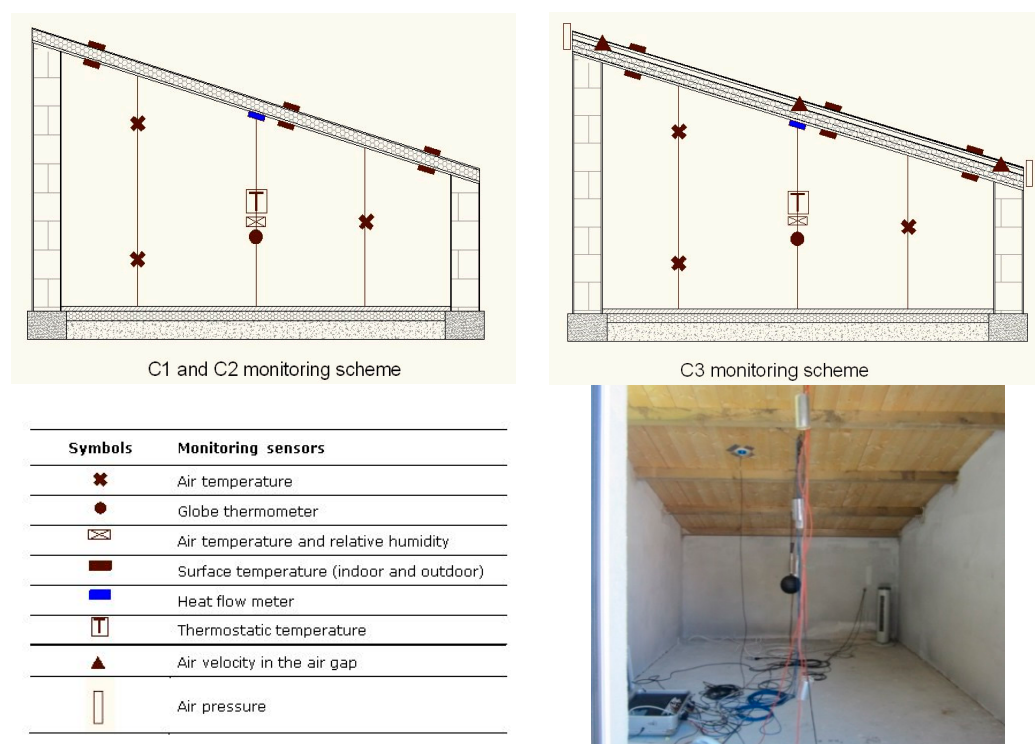 T
T
C1 and C2 monitoring scheme
C3 monitoring scheme
Symbols Monitoring sensors
Air temperature
Globe thermometer
Air temperature and relative humidity
Surface temperature (indoor and outdoor)
Heat flow meter
T Thermostatic temperature
Air velocity in the air gap
Air pressure